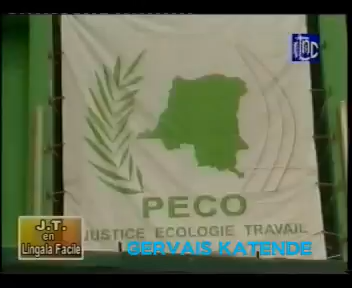 PECO
JUSTICE ECOLOGIE TRAVAIL
J.T.
en
Lingala Facile
GERVAIS KATENDE